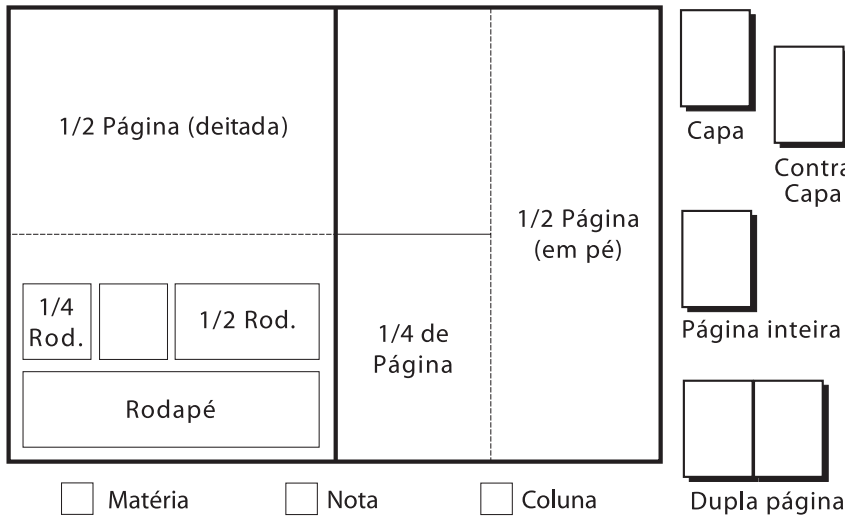 1/2 Página (deitada)
1/4
Rod.
1/2 Rod.
Rodapé
1/4 de
Página
1/2 Página
(em pé)
Capa
Contra
Capa
Página inteira
Dupla página
Matéria
Nota
Coluna